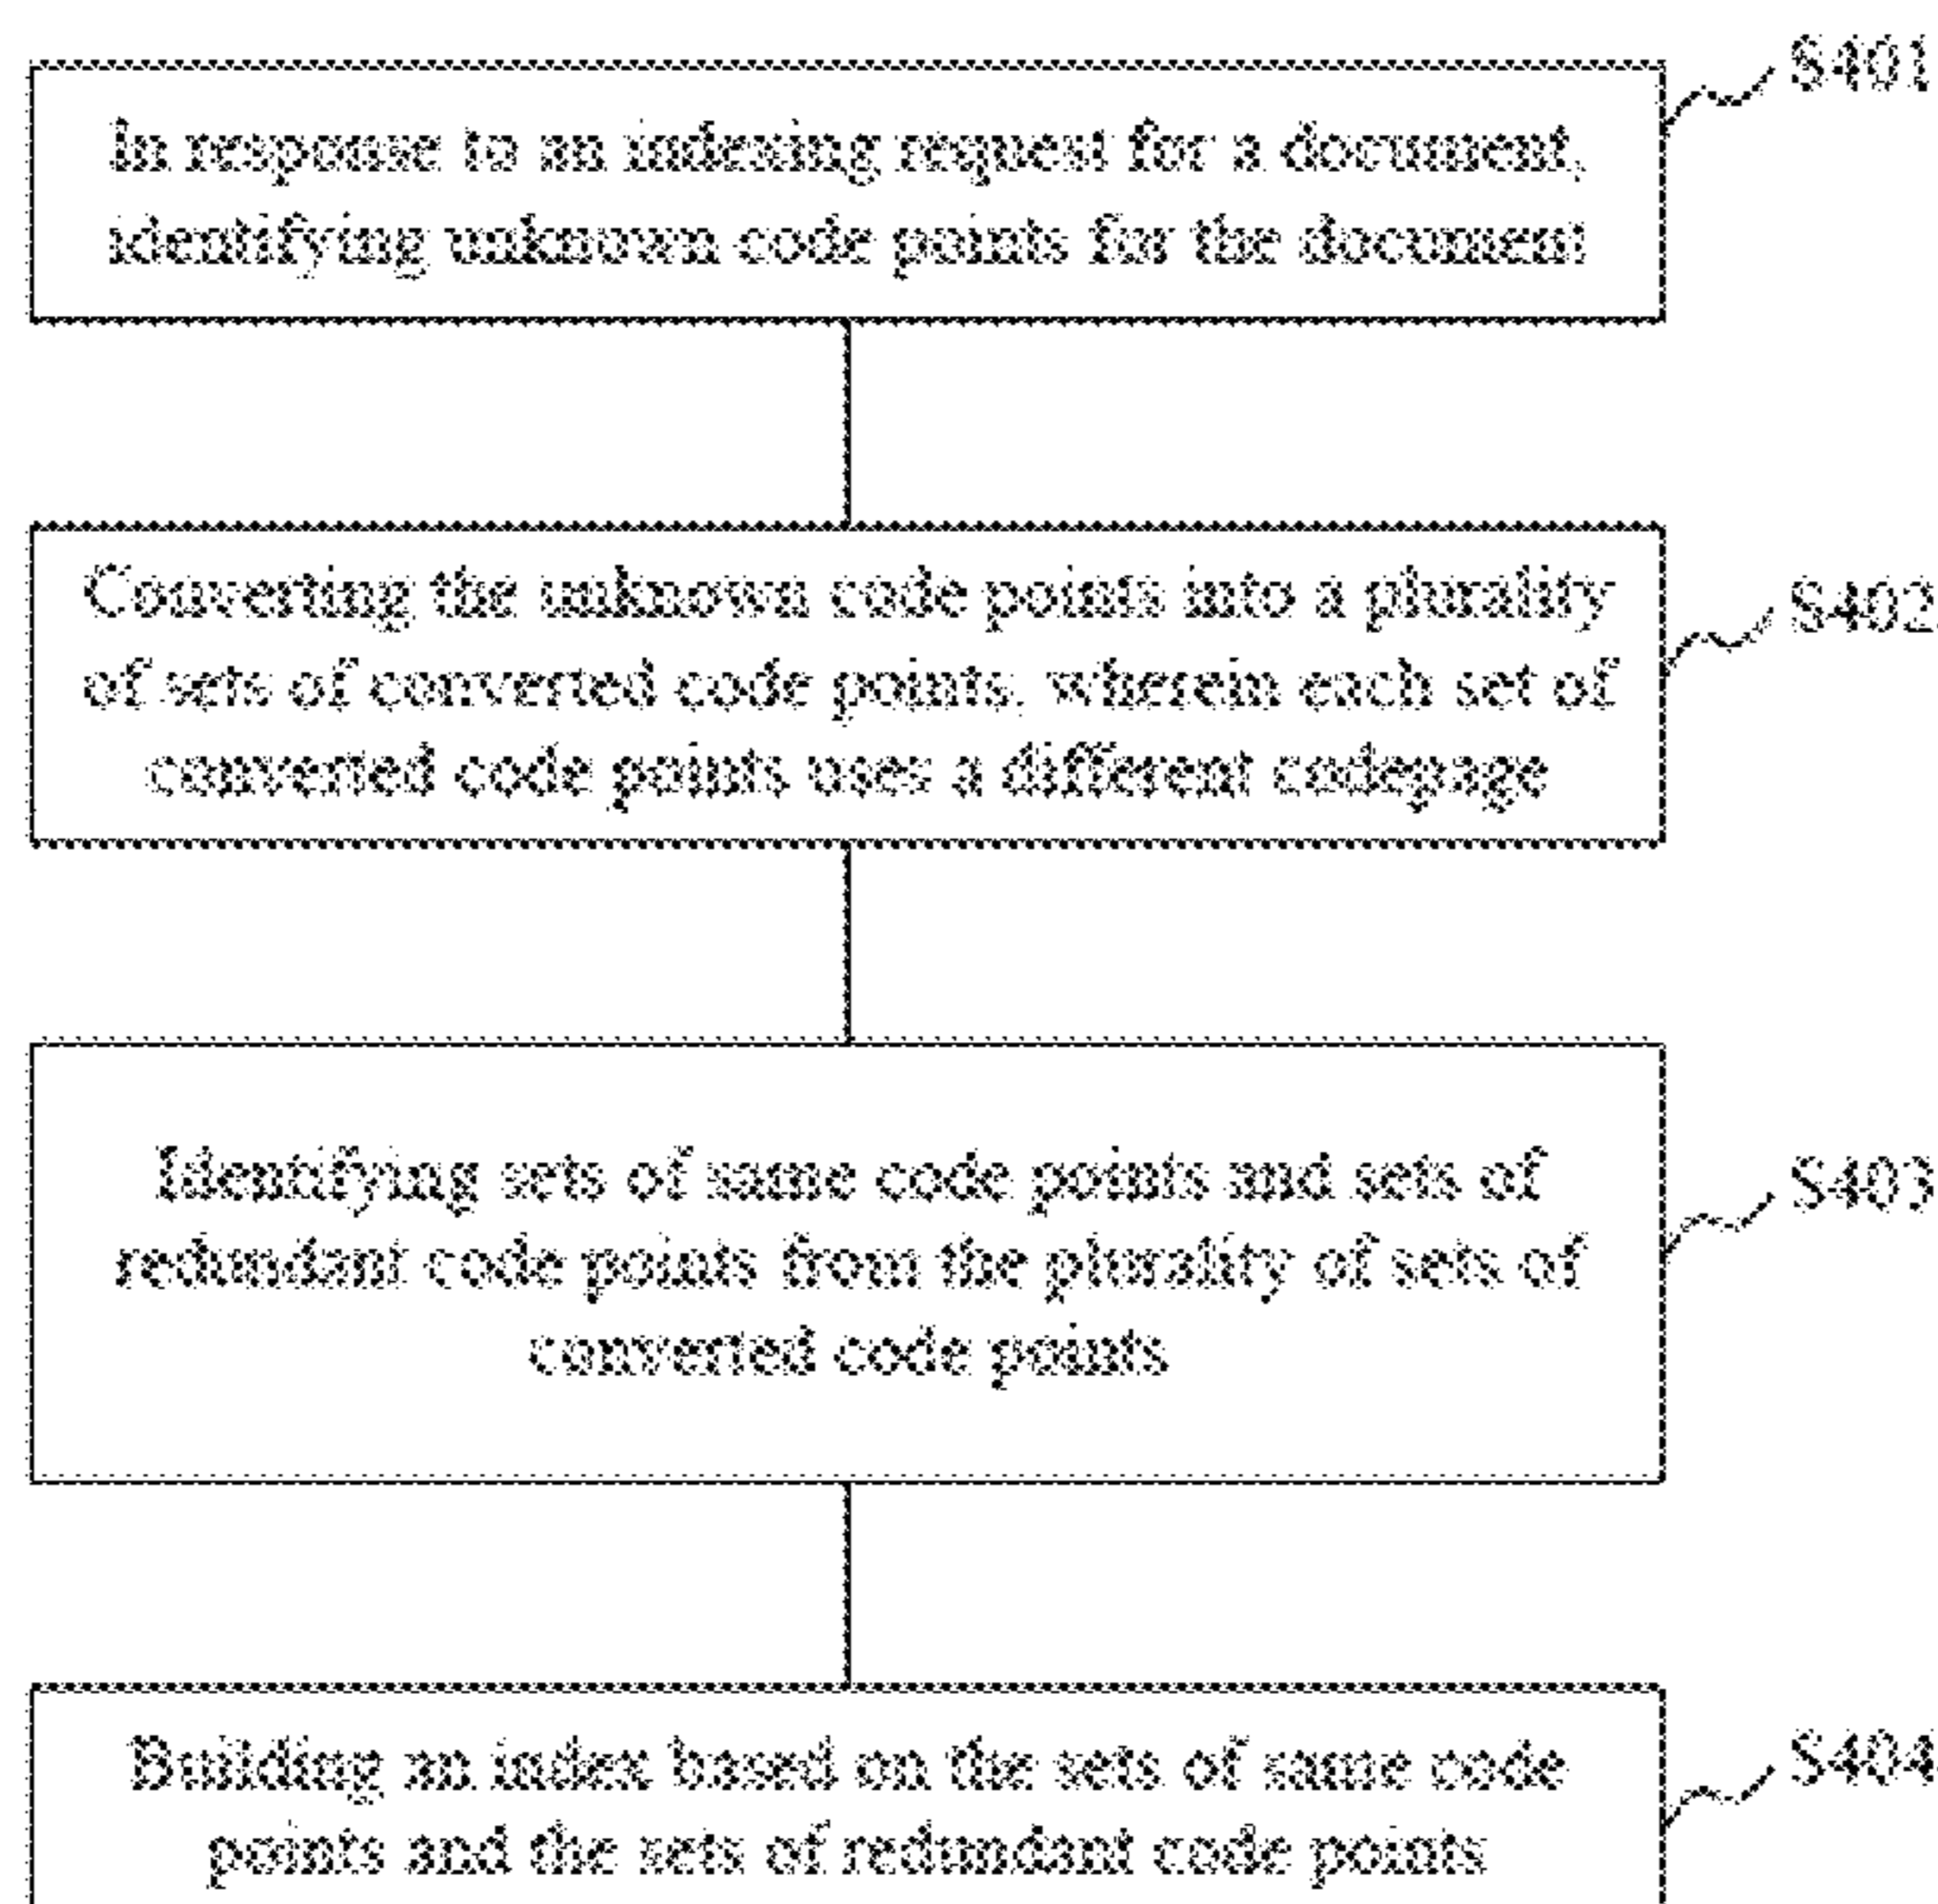 S401
In response to an indexing request for a document,
identifying unknown code points for the document
Converting the unknown code points into a plurality
S402
of sets of converted code points, wherein each set of
converted code points uses a different codepage
Identifying sets of same code points and sets of
S403
redundant code points from the plurality of sets of
converted code points
Building an index based on the sets of same code
S404
points and the sets of redundant code points